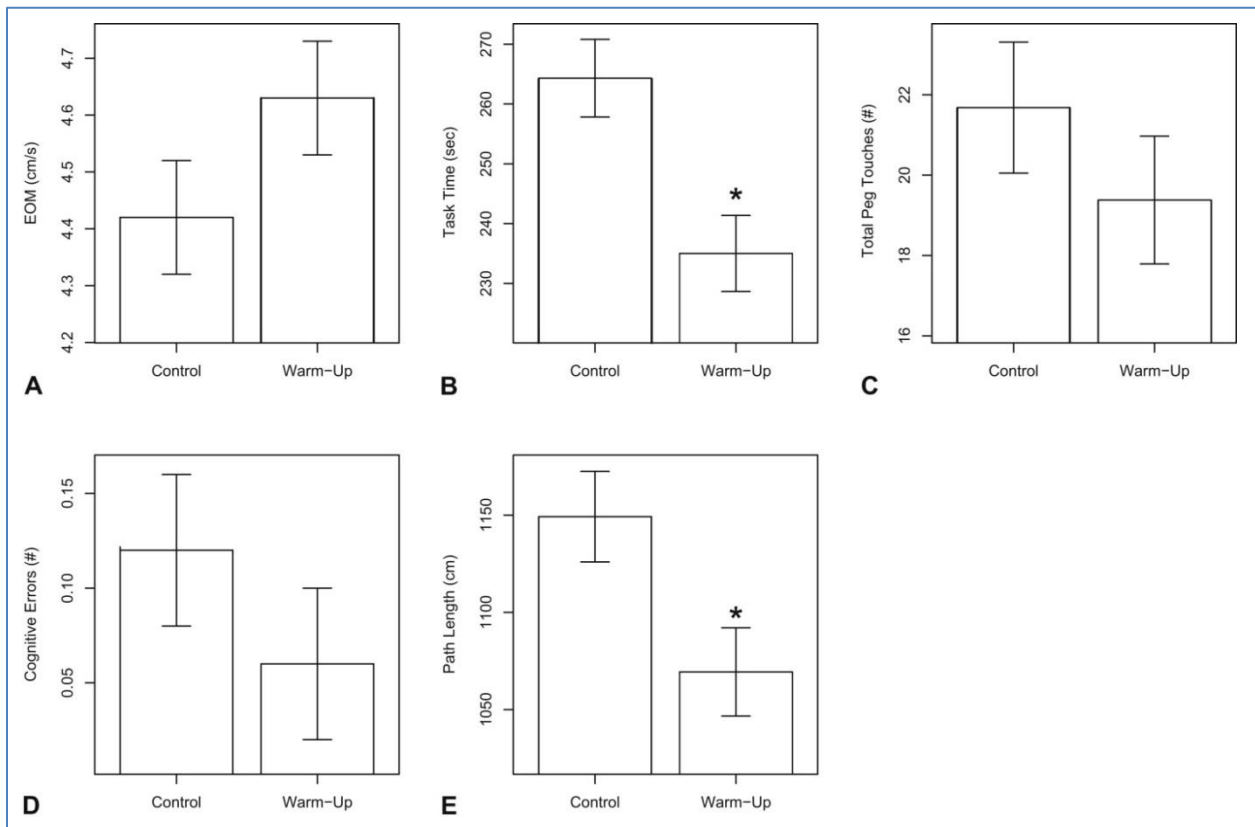 EOM (cm/s)
4.7
4.6
4.5
4.4
4.3
4.2
Control
Warm−Up
A
Task Time (sec)
270
260
250
240
230
*
Control
Warm−Up
B
Total Peg Touches (#)
22
20
18
16
Control
Warm−Up
C
Cognitive Errors (#)
0.15
0.10
0.05
Control
Warm−Up
D
Path Length (cm)
1150
1100
1050
*
Control
Warm−Up
E